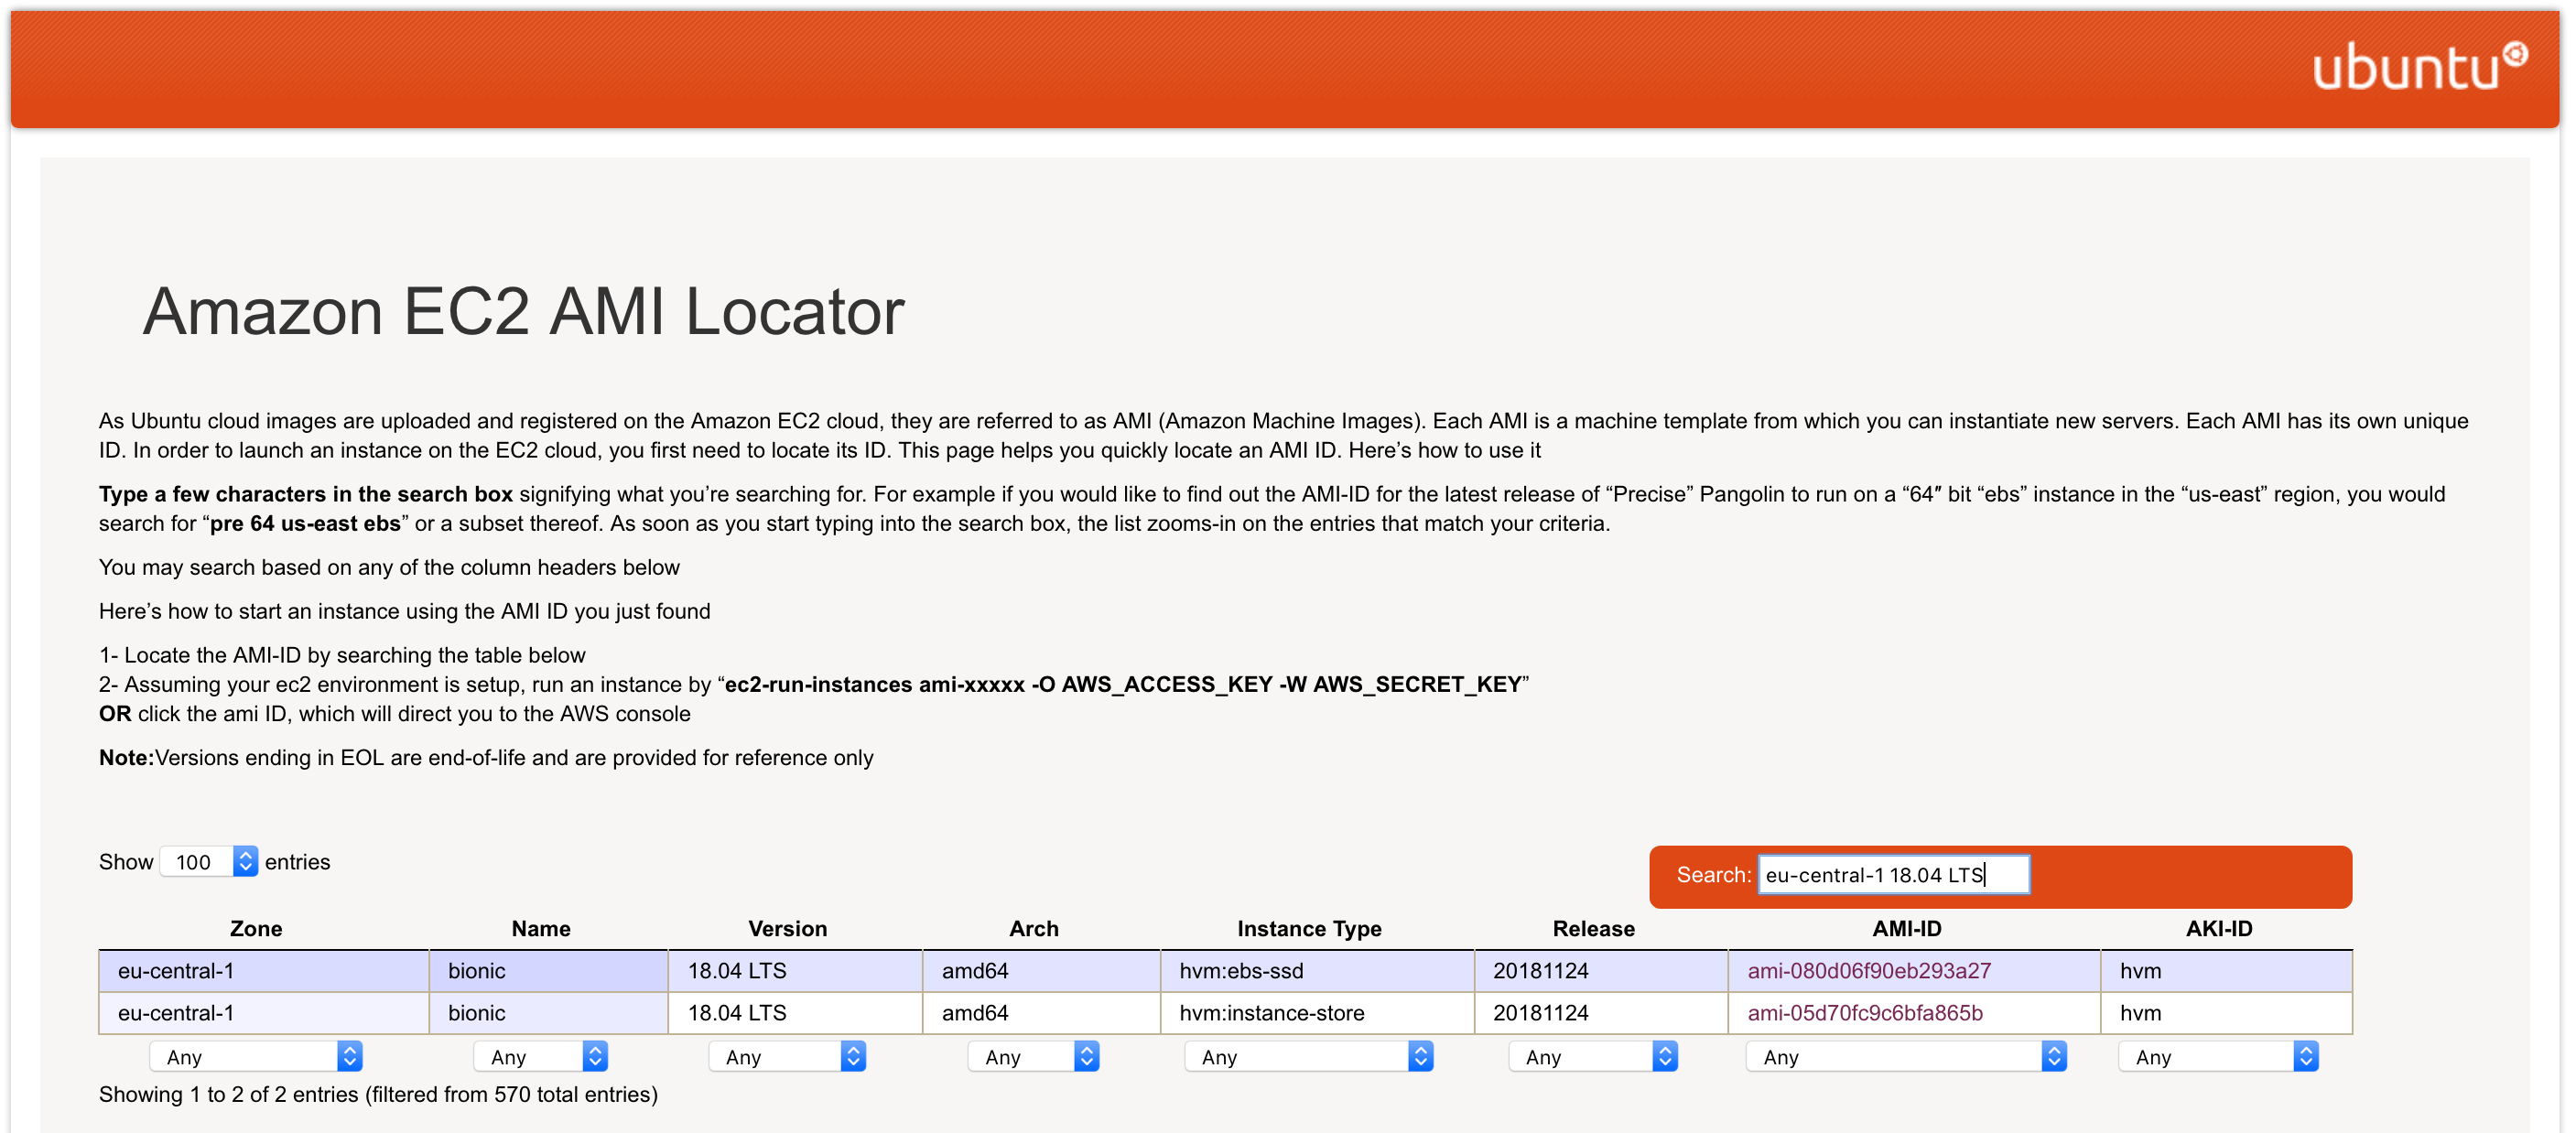 ubuntu
Amazon EC2 AMI Locator
As Ubuntu cloud images are uploaded and registered on the Amazon EC2 cloud, they are referred to as AMI (Amazon Machine Images). Each AMI is a machine template from which you can instantiate new servers. Each AMI has its own unique
ID. In order to launch an instance on the EC2 cloud, you first need to locate its ID. This page helps you quickly locate an AMI ID. Here’s how to use it
Type a few characters in the search box signifying what you’re searching for. For example if you would like to find out the AMI-ID for the latest release of “Precise” Pangolin to run on a “64″ bit “ebs” instance in the “us-east” region, you would
search for “pre 64 us-east ebs” or a subset thereof. As soon as you start typing into the search box, the list zooms-in on the entries that match your criteria.
You may search based on any of the column headers below
Here’s how to start an instance using the AMI ID you just found
1- Locate the AMI-ID by searching the table below
2- Assuming your ec2 environment is setup, run an instance by “ec2-run-instances ami-xxxxx -O AWS_ACCESS_KEY -W AWS_SECRET_KEY”
OR click the ami ID, which will direct you to the AWS console
Note:Versions ending in EOL are end-of-life and are provided for reference only
Show 100 entries
Search: eu-central-1 18.04 LTS
Zone Name Version Arch Instance Type Release AMI-ID AKI-ID
eu-central-1 bionic 18.04 LTS amd64 hvm:ebs-ssd 20181124 ami-080d06f90eb293a27 hvm
eu-central-1 bionic 18.04 LTS amd64 hvm:instance-store 20181124 ami-05d70fc9c6bfa865b hvm
Any Any Any Any Any Any Any Any
Showing 1 to 2 of 2 entries (filtered from 570 total entries)